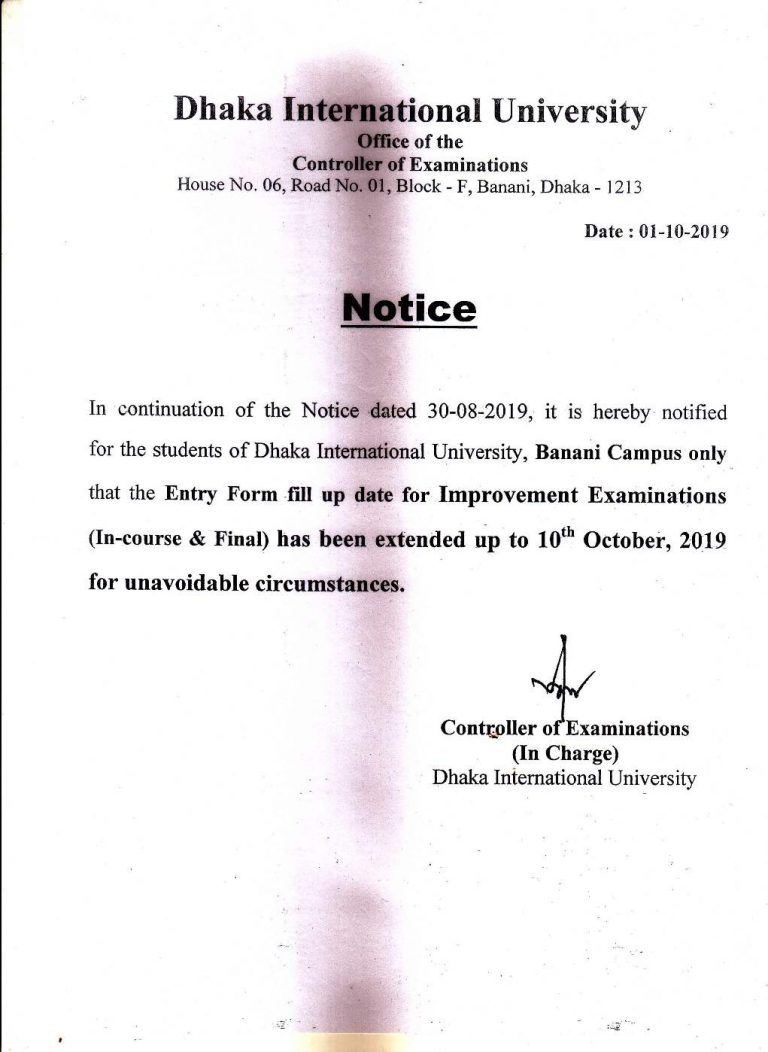 Dhaka International University
Office of the
Controller of Examinations
House No. 06, Road No. 01, Block - F, Banani, Dhaka - 1213
Date : 01-10-2019
Notice
In continuation of the Notice dated 30-08-2019, it is hereby notified
for the students of Dhaka International University, Banani Campus only
that the Entry Form fill up date for Improvement Examinations
(In-course & Final) has been extended up to 10th October, 2019
for unavoidable circumstances.
Controller of Examinations
(In Charge)
Dhaka International University